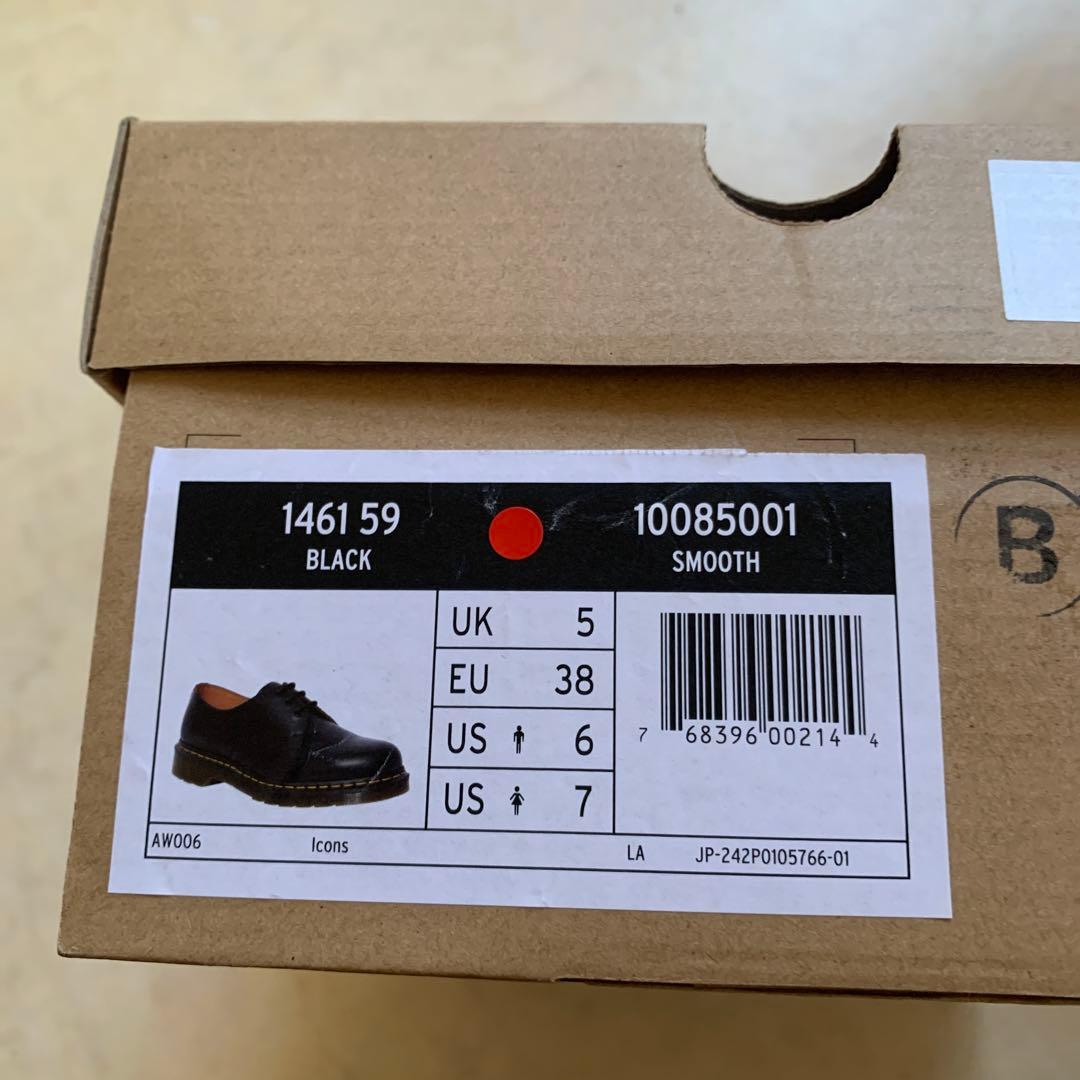 1461 59
BLACK
10085001
SMOOTH
UK 5
EU 38
US 6
US 7
7 68396 00214 4
AW006 Icons LA JP-242P0105766-01
B